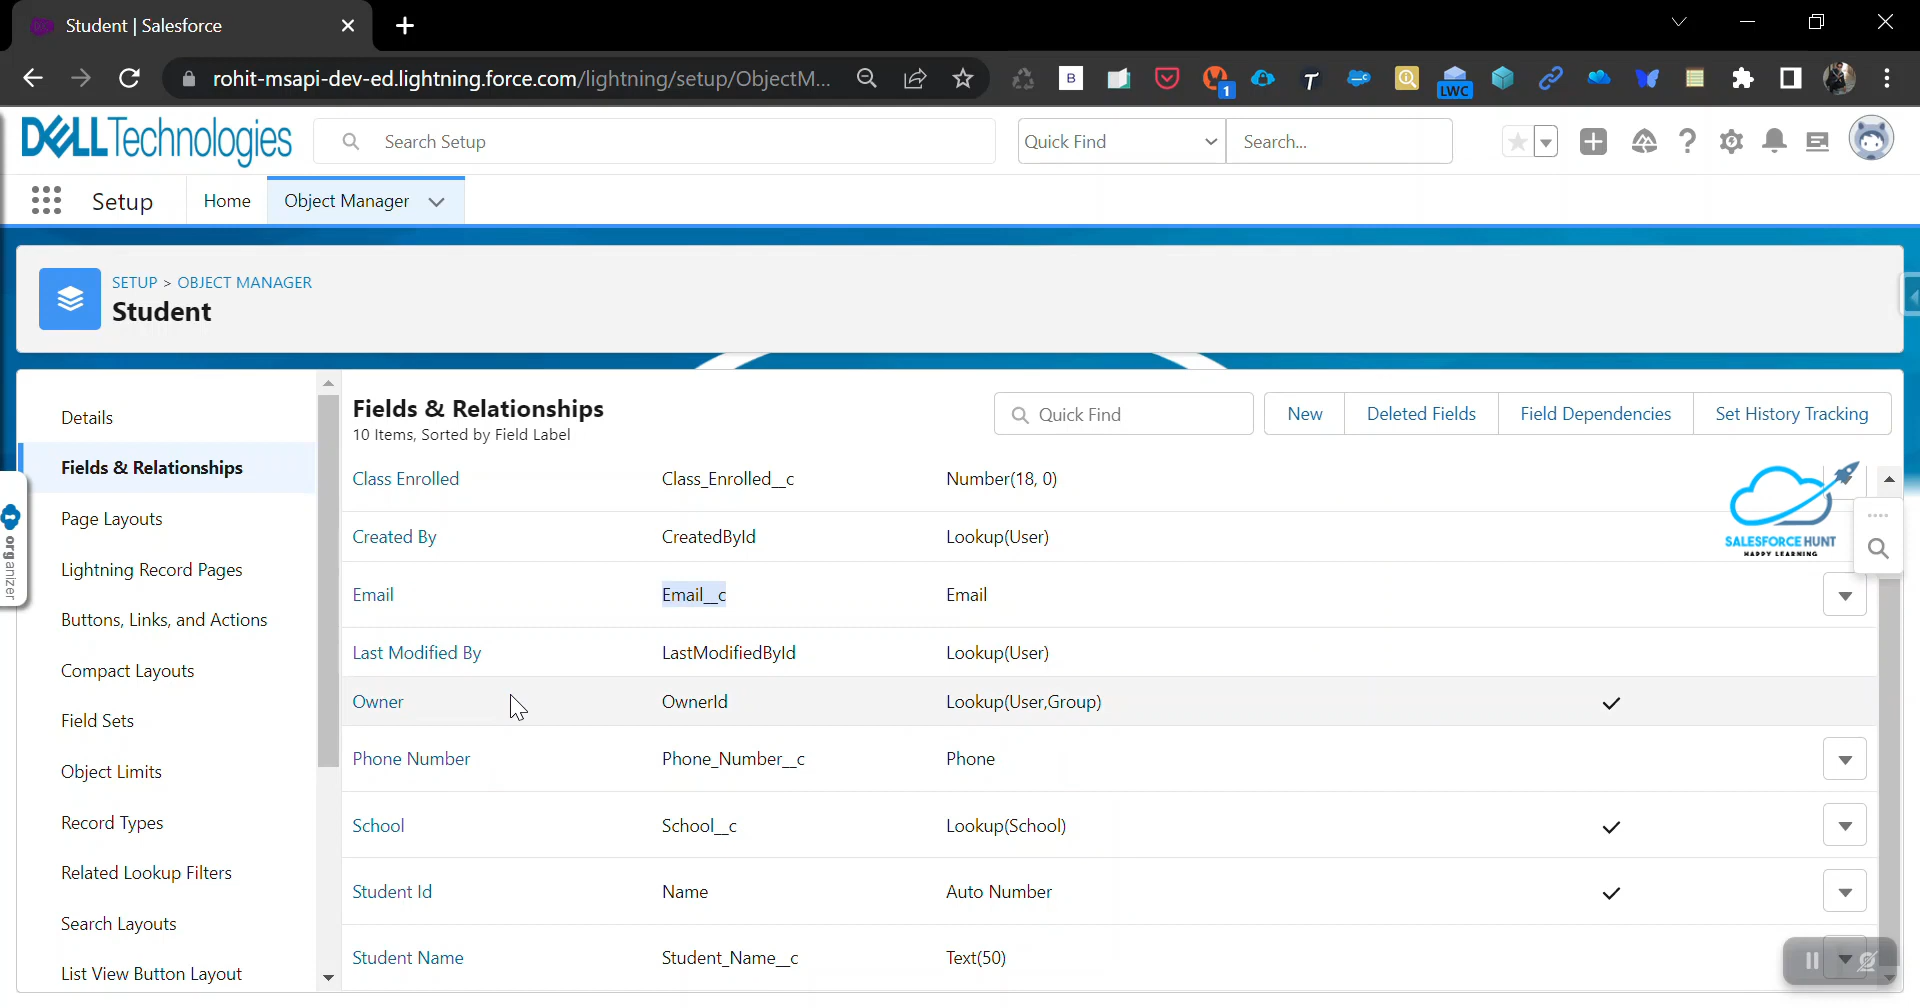 Student | Salesforce
rohit-msapi-dev-ed.lightning.force.com/lightning/setup/ObjectM...
B
1
T
LWC
DELL Technologies
Search Setup
Quick Find
Search...
Setup
Home
Object Manager
SETUP > OBJECT MANAGER
Student
Details
Fields & Relationships
Page Layouts
Lightning Record Pages
Buttons, Links, and Actions
Compact Layouts
Field Sets
Object Limits
Record Types
Related Lookup Filters
Search Layouts
List View Button Layout
organizer
Fields & Relationships
10 Items, Sorted by Field Label
Quick Find
New
Deleted Fields
Field Dependencies
Set History Tracking
Class Enrolled Class_Enrolled__c Number(18, 0)
Created By CreatedById Lookup(User)
Email Email__c Email
Last Modified By LastModifiedById Lookup(User)
Owner OwnerId Lookup(User,Group)
Phone Number Phone_Number__c Phone
School School__c Lookup(School)
Student Id Name Auto Number
Student Name Student_Name__c Text(50)
SALESFORCE HUNT
HAPPY LEARNING